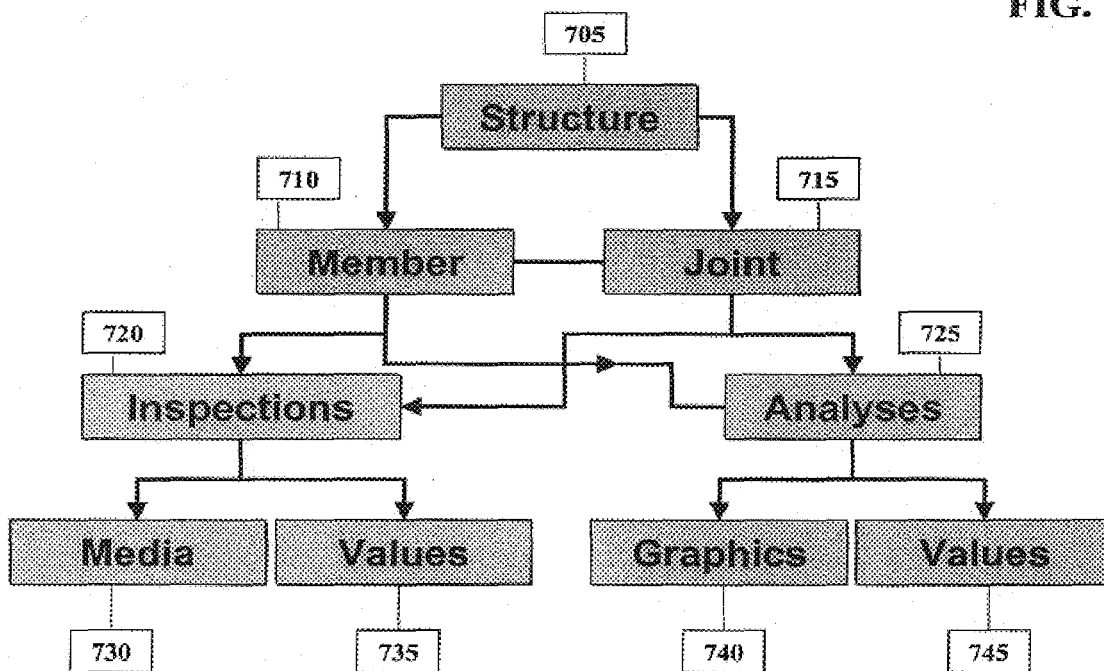 FIG.
705
Structure
710 715
Member Joint
720 725
Inspections Analyses
Media Values Graphics Values
730 735 740 745